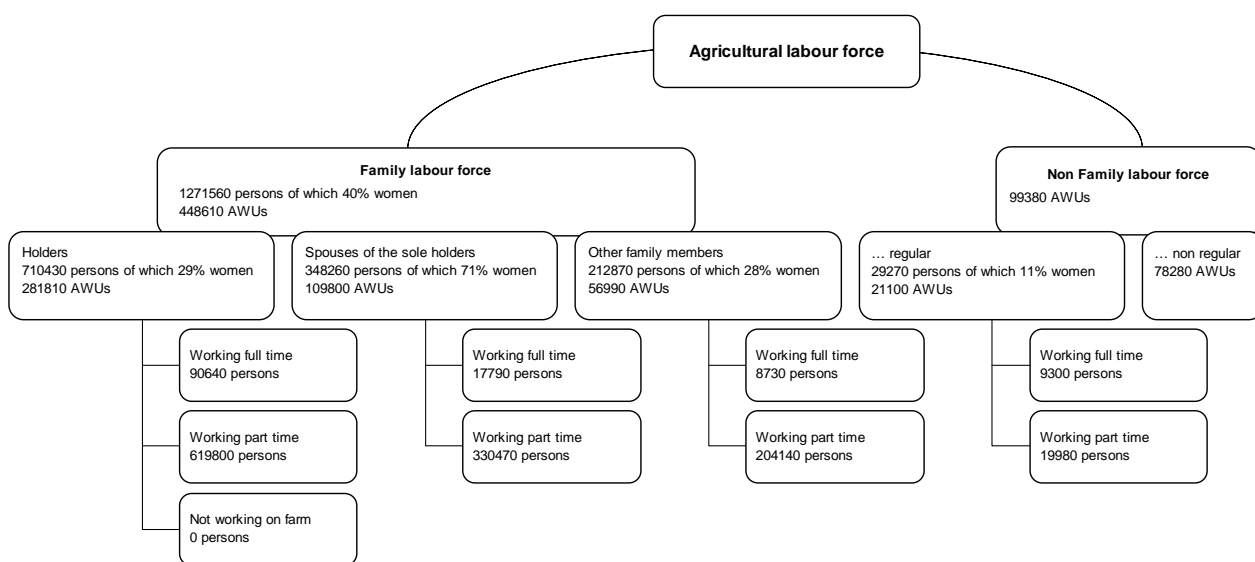 Agricultural labour force
Family labour force
1271560 persons of which 40% women
448610 AWUs
Non Family labour force
99380 AWUs
Holders
710430 persons of which 29% women
281810 AWUs
Spouses of the sole holders
348260 persons of which 71% women
109800 AWUs
Other family members
212870 persons of which 28% women
56990 AWUs
... regular
29270 persons of which 11% women
21100 AWUs
... non regular
78280 AWUs
Working full time
90640 persons
Working full time
17790 persons
Working full time
8730 persons
Working full time
9300 persons
Working part time
619800 persons
Working part time
330470 persons
Working part time
204140 persons
Working part time
19980 persons
Not working on farm
0 persons